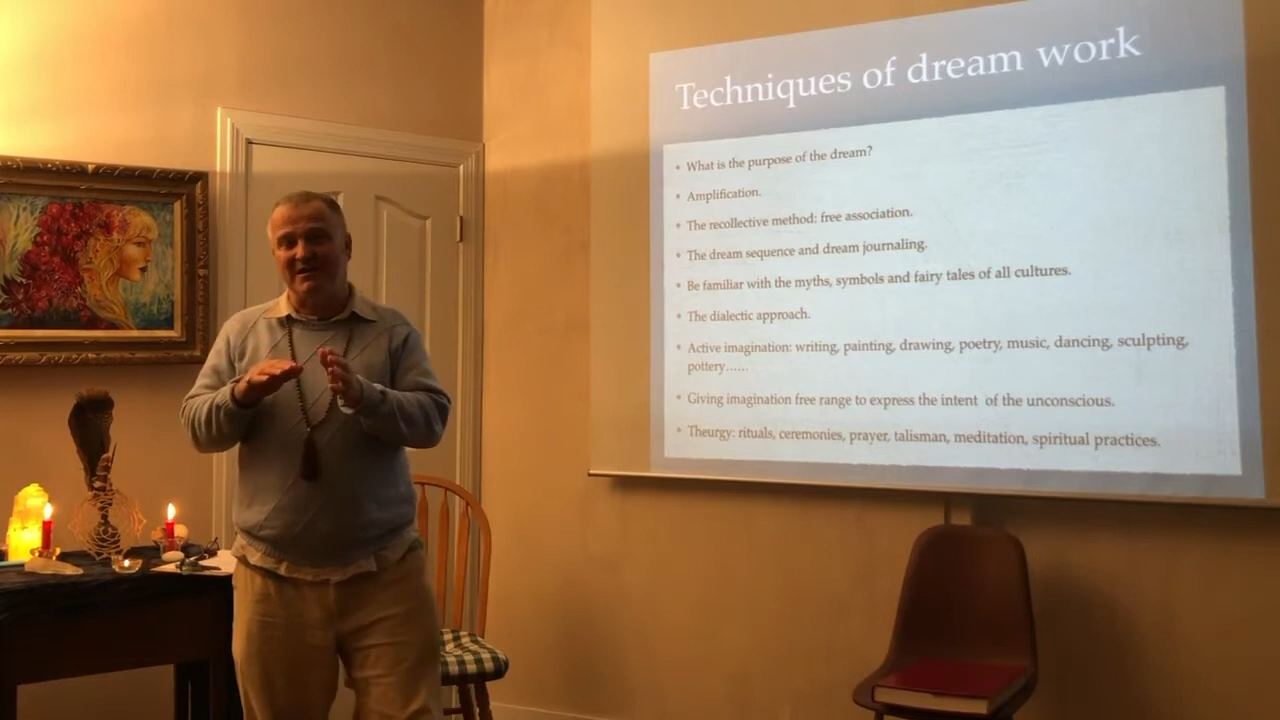 Techniques of dream work
• What is the purpose of the dream?
• Amplification.
• The recollective method: free association.
• The dream sequence and dream journaling.
• Be familiar with the myths, symbols and fairy tales of all cultures.
• The dialectic approach.
• Active imagination: writing, painting, drawing, poetry, music, dancing, sculpting,
pottery……
• Giving imagination free range to express the intent of the unconscious.
• Theurgy: rituals, ceremonies, prayer, talisman, meditation, spiritual practices.